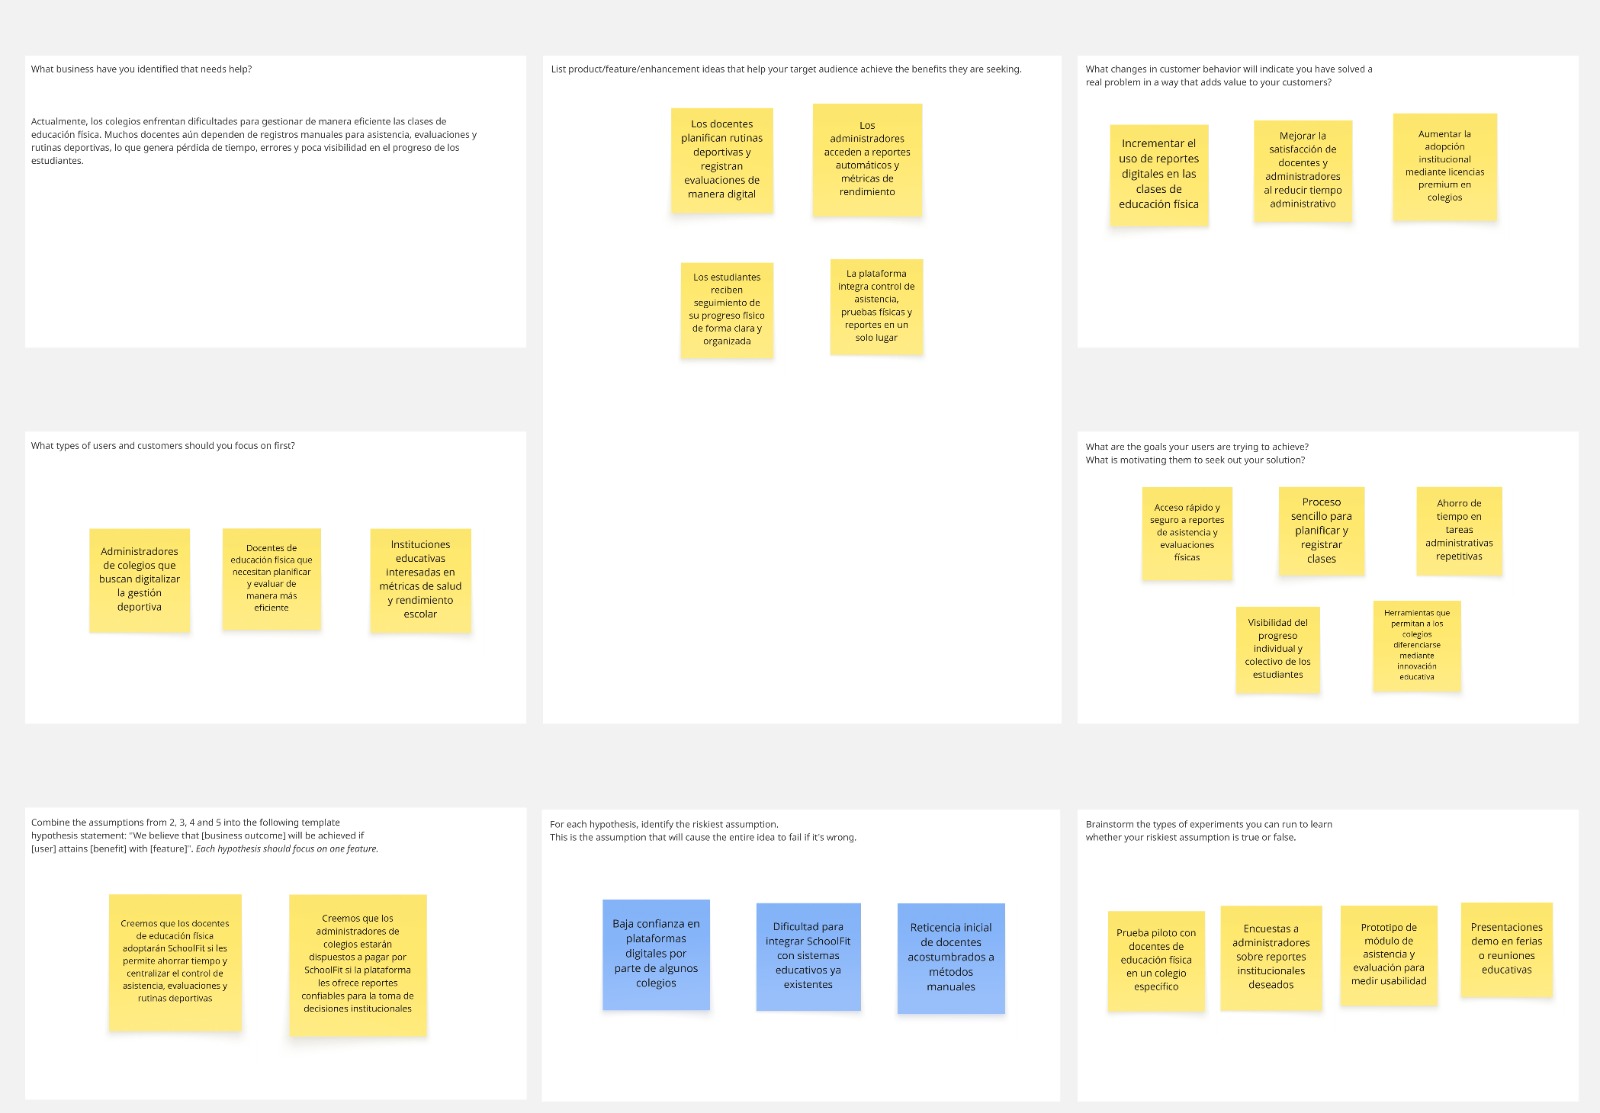 What business have you identified that needs help?
Actualmente, los colegios enfrentan dificultades para gestionar de manera eficiente las clases de
educación física. Muchos docentes aún dependen de registros manuales para asistencia, evaluaciones y
rutinas deportivas, lo que genera pérdida de tiempo, errores y poca visibilidad en el progreso de los
estudiantes.
List product/feature/enhancement ideas that help your target audience achieve the benefits they are seeking.
Los docentes
planifican rutinas
deportivas y
registran
evaluaciones de
manera digital
Los
administradores
acceden a reportes
automáticos y
métricas de
rendimiento
Los estudiantes
reciben
seguimiento de
su progreso físico
de forma clara y
organizada
La plataforma
integra control de
asistencia,
pruebas físicas y
reportes en un
solo lugar
What changes in customer behavior will indicate you have solved a
real problem in a way that adds value to your customers?
Incrementar el
uso de reportes
digitales en las
clases de
educación física
Mejorar la
satisfacción de
docentes y
administradores
al reducir tiempo
administrativo
Aumentar la
adopción
institucional
mediante licencias
premium en
colegios
What types of users and customers should you focus on first?
Administradores
de colegios que
buscan digitalizar
la gestión
deportiva
Docentes de
educación física que
necesitan planificar
y evaluar de
manera más
eficiente
Instituciones
educativas
interesadas en
métricas de salud
y rendimiento
escolar
What are the goals your users are trying to achieve?
What is motivating them to seek out your solution?
Acceso rápido y
seguro a reportes
de asistencia y
evaluaciones
físicas
Proceso
sencillo para
planificar y
registrar
clases
Ahorro de
tiempo en
tareas
administrativas
repetitivas
Visibilidad del
progreso
individual y
colectivo de los
estudiantes
Herramientas que
permitan a los
colegios
diferenciarse
mediante
innovación
educativa
Combine the assumptions from 2, 3, 4 and 5 into the following template
hypothesis statement: "We believe that [business outcome] will be achieved if
[user] attains [benefit] with [feature]". Each hypothesis should focus on one feature.
Creemos que los docentes
de educación física
adoptarán SchoolFit si les
permite ahorrar tiempo y
centralizar el control de
asistencia, evaluaciones y
rutinas deportivas
Creemos que los
administradores de
colegios estarán
dispuestos a pagar por
SchoolFit si la plataforma
les ofrece reportes
confiables para la toma de
decisiones institucionales
For each hypothesis, identify the riskiest assumption.
This is the assumption that will cause the entire idea to fail if it's wrong.
Baja confianza en
plataformas
digitales por
parte de algunos
colegios
Dificultad para
integrar SchoolFit
con sistemas
educativos ya
existentes
Reticencia inicial
de docentes
acostumbrados a
métodos
manuales
Brainstorm the types of experiments you can run to learn
whether your riskiest assumption is true or false.
Prueba piloto con
docentes de
educación física
en un colegio
específico
Encuestas a
administradores
sobre reportes
institucionales
deseados
Prototipo de
módulo de
asistencia y
evaluación para
medir usabilidad
Presentaciones
demo en ferias
o reuniones
educativas